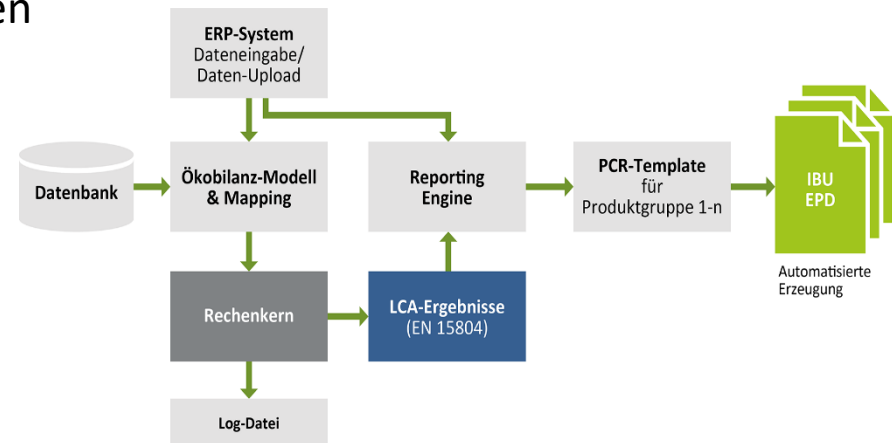 en
ERP-System
Dateneingabe/
Daten-Upload
Datenbank
Ökobilanz-Modell
& Mapping
Reporting
Engine
PCR-Template
für
Produktgruppe 1-n
IBU
EPD
Automatisierte
Erzeugung
Rechenkern
LCA-Ergebnisse
(EN 15804)
Log-Datei